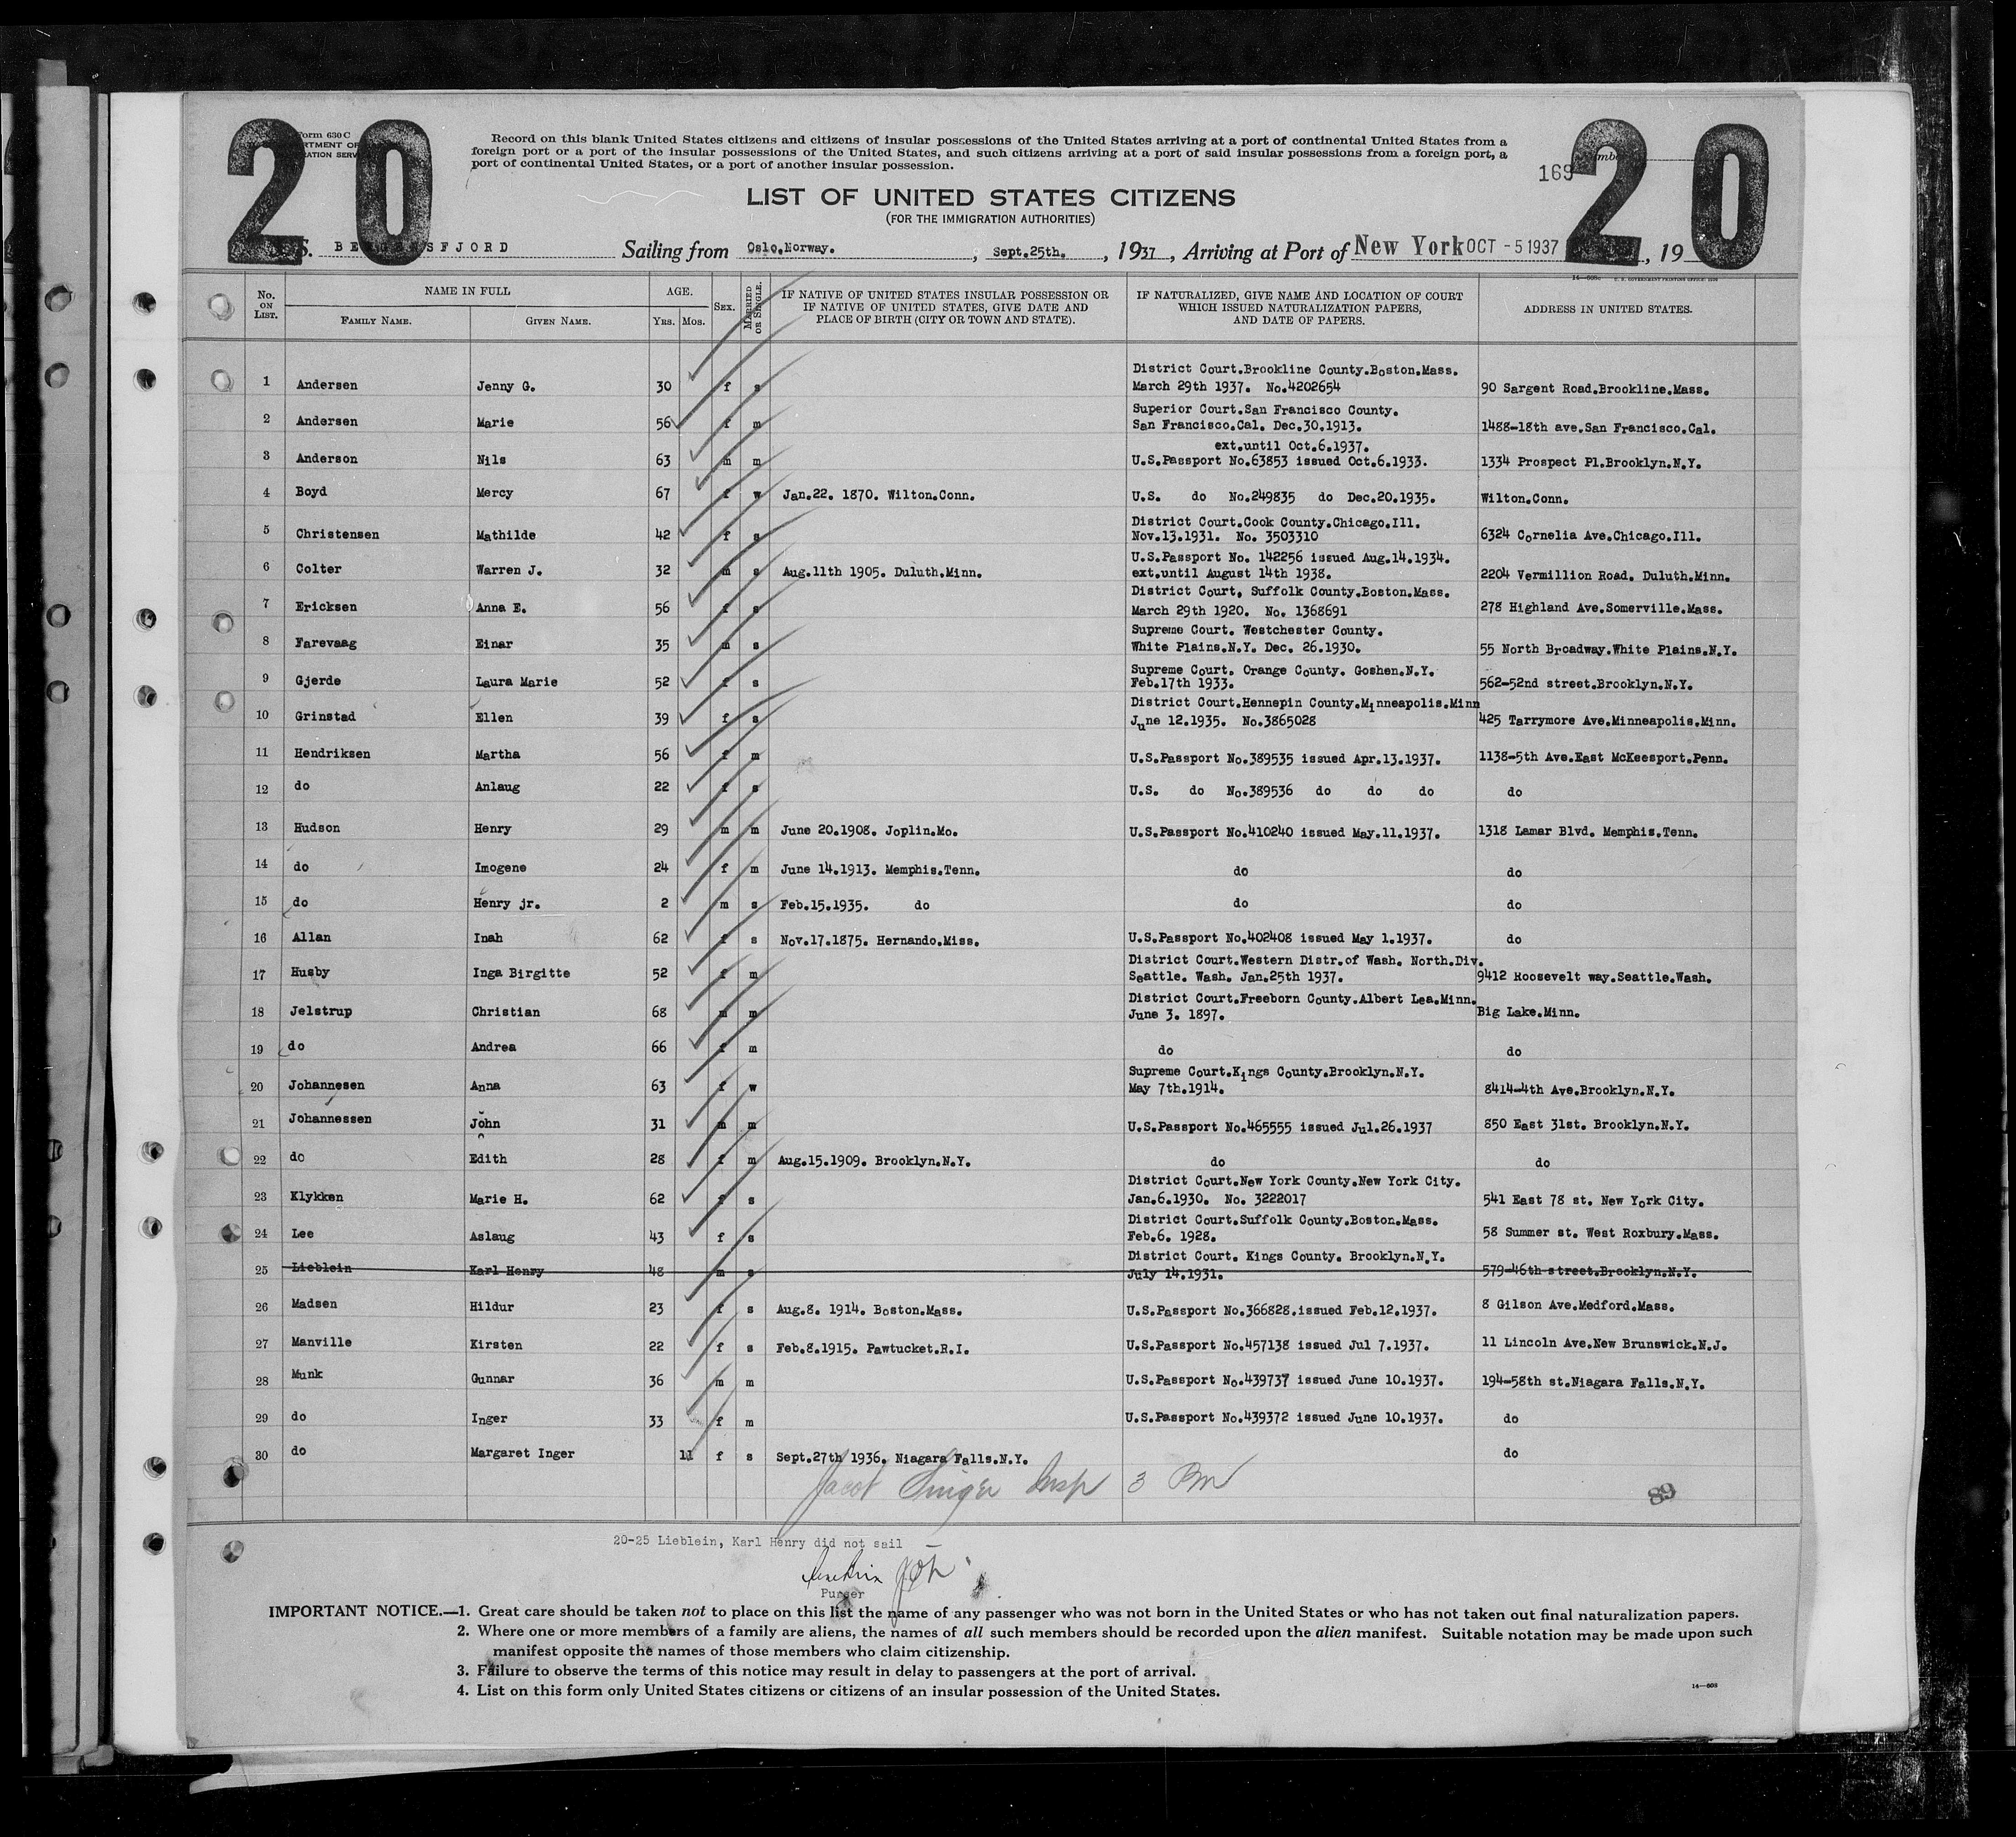 20 20
Form 630 C
Record on this blank United States citizens and citizens of insular possessions of the United States arriving at a port of continental United States from a
foreign port or a port of the insular possessions of the United States, and such citizens arriving at a port of said insular possessions from a foreign port, a
port of continental United States, or a port of another insular possession.
169
LIST OF UNITED STATES CITIZENS
(FOR THE IMMIGRATION AUTHORITIES)
S. BERGENSFJORD Sailing from Oslo.Norway. , Sept.25th. , 1937 , Arriving at Port of New York OCT -5 1937 , 19
No. ON LIST. NAME IN FULL AGE. SEX. MARRIED OR SINGLE. IF NATIVE OF UNITED STATES INSULAR POSSESSION OR IF NATIVE OF UNITED STATES, GIVE DATE AND PLACE OF BIRTH (CITY OR TOWN AND STATE). IF NATURALIZED, GIVE NAME AND LOCATION OF COURT WHICH ISSUED NATURALIZATION PAPERS, AND DATE OF PAPERS. ADDRESS IN UNITED STATES.
FAMILY NAME. GIVEN NAME. YRS. MOS.
District Court.Brookline County.Boston.Mass.
1 Andersen Jenny G. 30 f s March 29th 1937. No.4202654 90 Sargent Road.Brookline.Mass.
Superior Court.San Francisco County.
2 Andersen Marie 56 f m San Francisco.Cal. Dec.30.1913. 1488-18th ave.San Francisco.Cal.
ext.until Oct.6.1937.
3 Anderson Nils 63 m m U.S.Passport No.63853 issued Oct.6.1933. 1334 Prospect Pl.Brooklyn.N.Y.
4 Boyd Mercy 67 f w Jan.22. 1870. Wilton.Conn. U.S. do No.249835 do Dec.20.1935. Wilton.Conn.
District Court.Cook County.Chicago.Ill.
5 Christensen Mathilde 42 f s Nov.13.1931. No. 3503310 6324 Cornelia Ave.Chicago.Ill.
U.S.Passport No. 142256 issued Aug.14.1934.
6 Colter Warren J. 32 m s Aug.11th 1905. Duluth.Minn. ext.until August 14th 1938. 2204 Vermillion Road. Duluth.Minn.
District Court. Suffolk County.Boston.Mass.
7 Ericksen Anna E. 56 f s March 29th 1920. No. 1368691 278 Highland Ave.Somerville.Mass.
Supreme Court. Westchester County.
8 Farevaag Einar 35 m s White Plains.N.Y. Dec. 26.1930. 55 North Broadway.White Plains.N.Y.
Supreme Court. Orange County. Goshen.N.Y.
9 Gjerde Laura Marie 52 f s Feb.17th 1933. 562-52nd street.Brooklyn.N.Y.
District Court.Hennepin County.Minneapolis.Minn
10 Grinstad Ellen 39 f s June 12.1935. No.3865028 425 Tarrymore Ave.Minneapolis.Minn.
11 Hendriksen Martha 56 f m U.S.Passport No.389535 issued Apr.13.1937. 1138-5th Ave.East McKeesport.Penn.
12 do Anlaug 22 f s U.S. do No.389536 do do do do
13 Hudson Henry 29 m m June 20.1908. Joplin.Mo. U.S.Passport No.410240 issued May.11.1937. 1318 Lamar Blvd. Memphis.Tenn.
14 do Imogene 24 f m June 14.1913. Memphis.Tenn. do do
15 do Henry jr. 2 m s Feb.15.1935. do do do
16 Allan Inah 62 f s Nov.17.1875. Hernando.Miss. U.S.Passport No.402408 issued May 1.1937. do
District Court.Western Distr.of Wash. North.Div.
17 Husby Inga Birgitte 52 f m Seattle. Wash. Jan.25th 1937. 9412 Roosevelt way.Seattle.Wash.
District Court.Freeborn County.Albert Lea.Minn.
18 Jelstrup Christian 68 m m June 3. 1897. Big Lake.Minn.
19 do Andrea 66 f m do do
Supreme Court.Kings County.Brooklyn.N.Y.
20 Johannesen Anna 63 f w May 7th.1914. 8414-4th Ave.Brooklyn.N.Y.
21 Johannessen John 31 m m U.S.Passport No.465555 issued Jul.26.1937 850 East 31st. Brooklyn.N.Y.
22 do Edith 28 f m Aug.15.1909. Brooklyn.N.Y. do do
District Court.New York County.New York City.
23 Klykken Marie H. 62 f s Jan.6.1930. No. 3222017 541 East 78 st. New York City.
District Court.Suffolk County.Boston.Mass.
24 Lee Aslaug 43 f s Feb.6. 1928. 58 Summer st. West Roxbury.Mass.
District Court. Kings County. Brooklyn.N.Y.
25 Lieblein Karl Henry 48 m s July 14.1931. 579-46th street.Brooklyn.N.Y.
26 Madsen Hildur 23 f s Aug.8. 1914. Boston.Mass. U.S.Passport No.366828.issued Feb.12.1937. 8 Gilson Ave.Medford.Mass.
27 Manville Kirsten 22 f s Feb.8.1915. Pawtucket.R.I. U.S.Passport No.457138 issued Jul 7.1937. 11 Lincoln Ave.New Brunswick.N.J.
28 Munk Gunnar 36 m m U.S.Passport No.439737 issued June 10.1937. 194-58th st.Niagara Falls.N.Y.
29 do Inger 33 f m U.S.Passport No.439372 issued June 10.1937. do
30 do Margaret Inger 11 f s Sept.27th 1936. Niagara Falls.N.Y. do
Jacob Singer Insp 3 Pm
89
20-25 Lieblein, Karl Henry did not sail
Purser
IMPORTANT NOTICE.—1. Great care should be taken not to place on this list the name of any passenger who was not born in the United States or who has not taken out final naturalization papers.
2. Where one or more members of a family are aliens, the names of all such members should be recorded upon the alien manifest. Suitable notation may be made upon such
manifest opposite the names of those members who claim citizenship.
3. Failure to observe the terms of this notice may result in delay to passengers at the port of arrival.
4. List on this form only United States citizens or citizens of an insular possession of the United States.